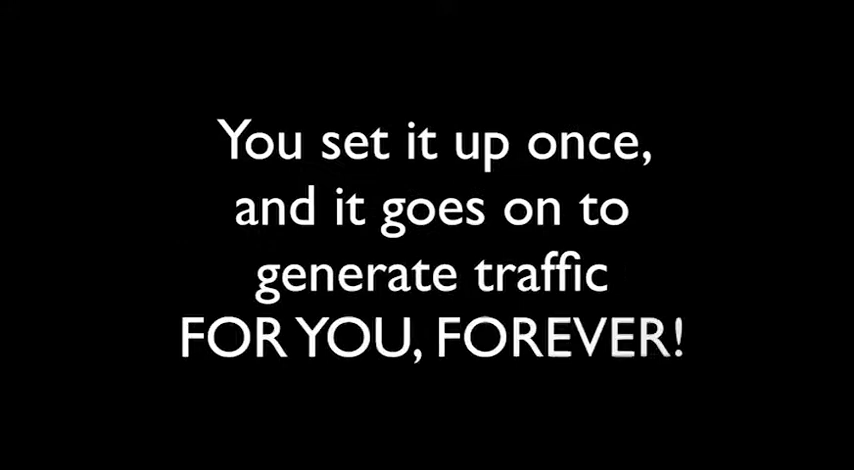 You set it up once,
and it goes on to
generate traffic
FOR YOU, FOREVER!